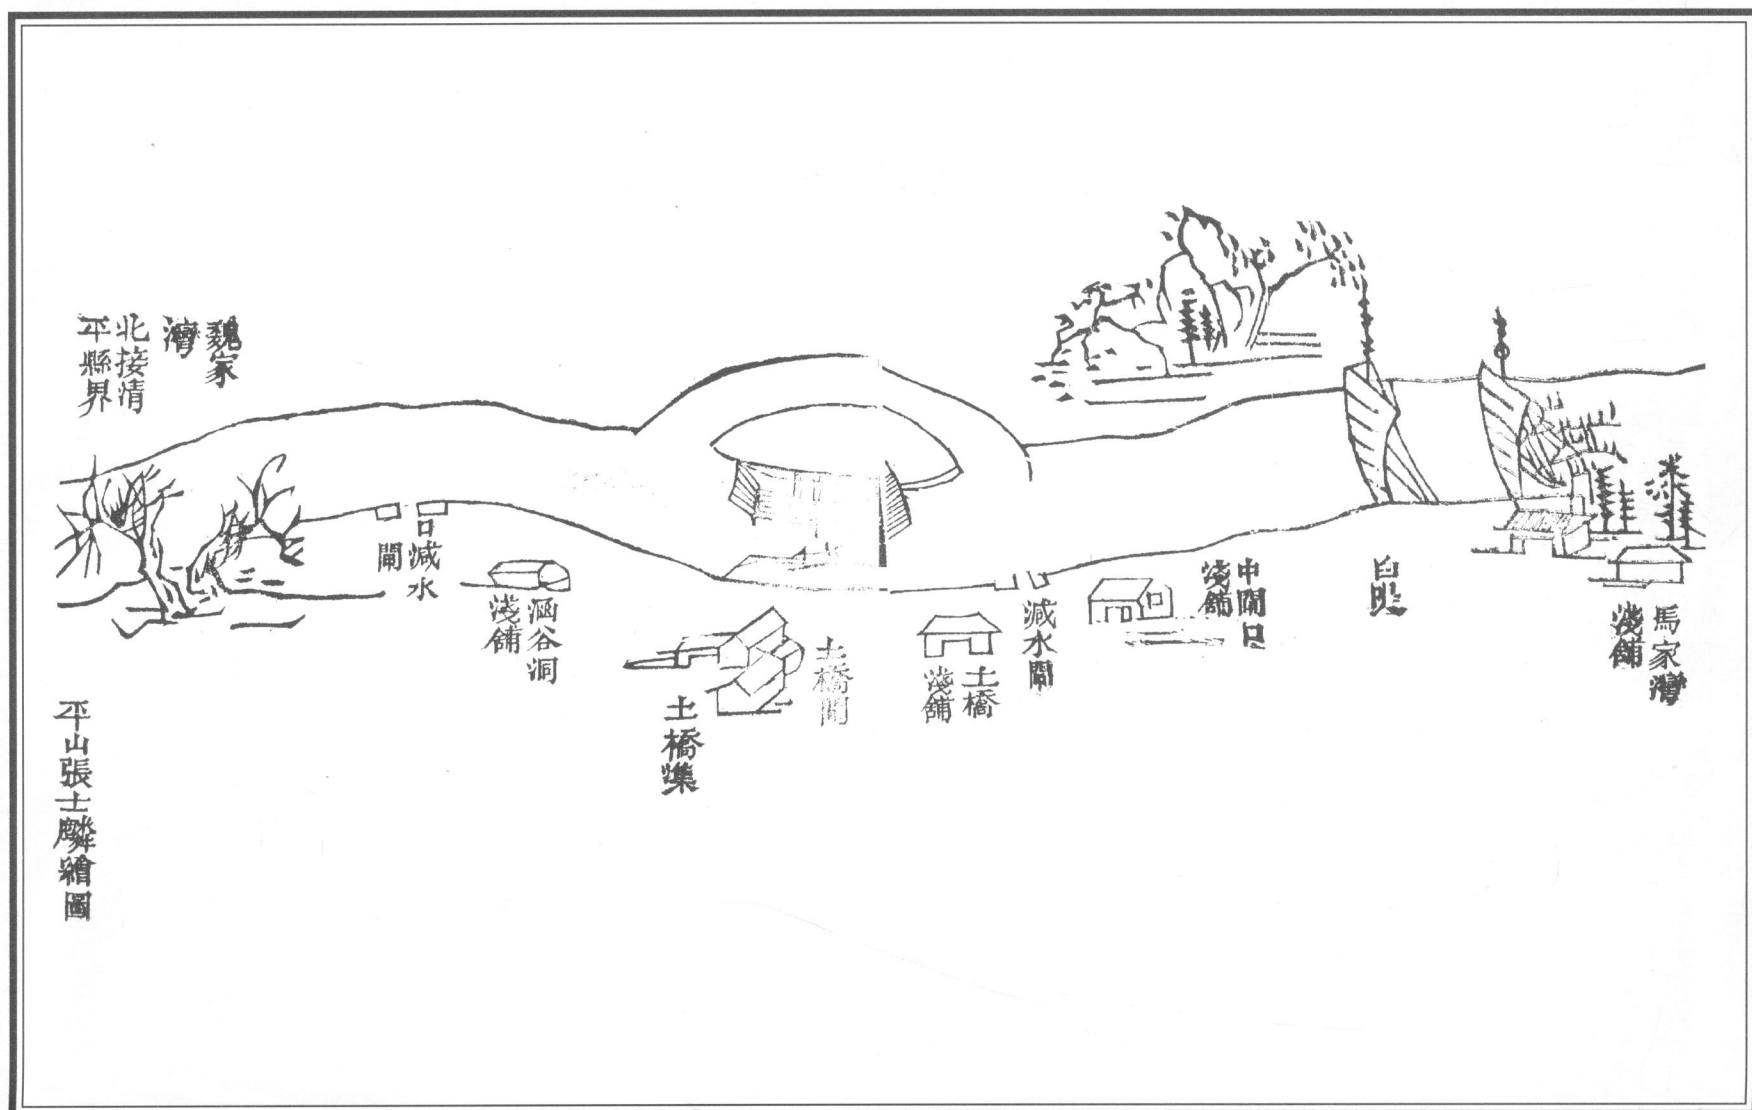 馬家灣
淺鋪
中閘口
淺鋪
減水閘
土橋
淺鋪
土橋閘
土橋集
涵谷洞
淺鋪
口減水
閘
魏家
灣
北接清
平縣界
平山張士麟繪圖